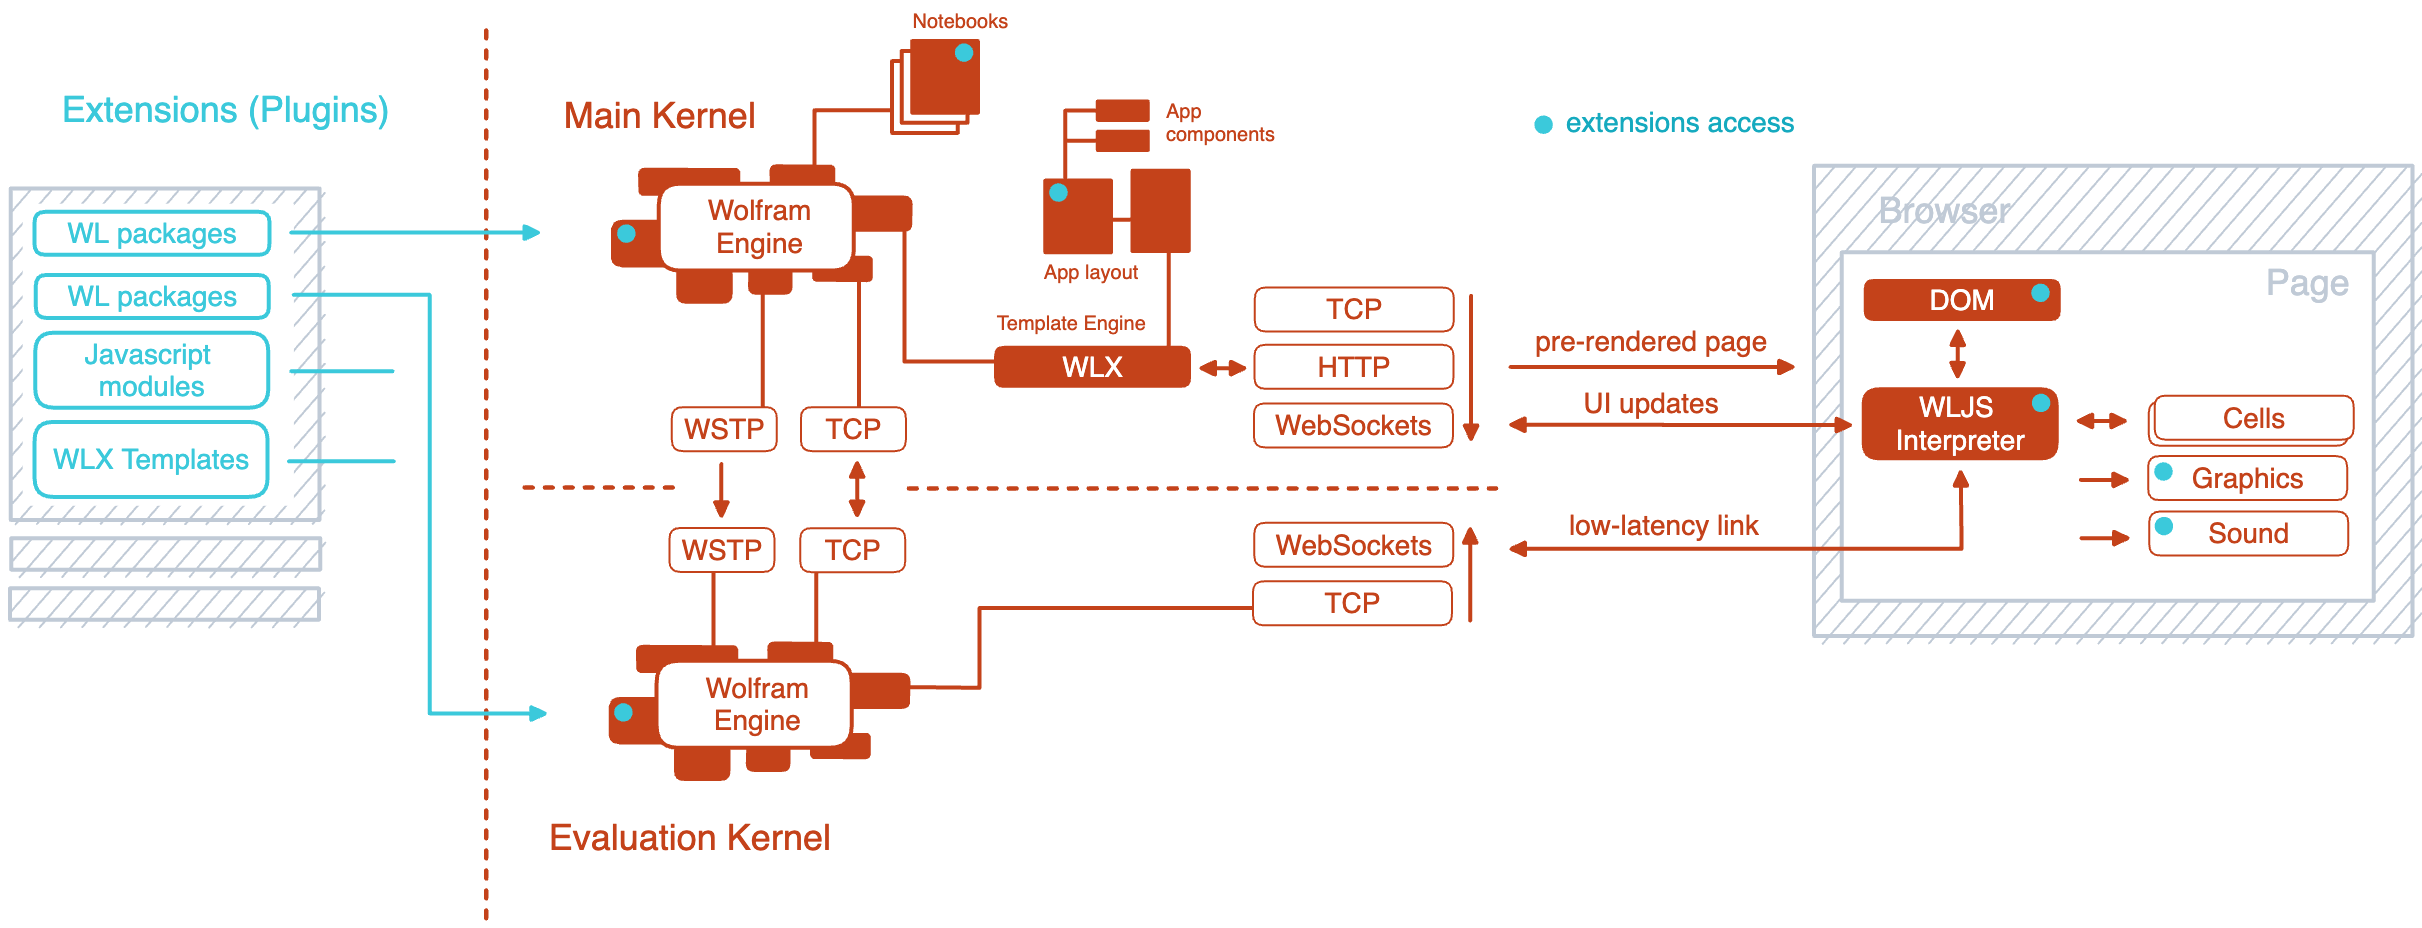 Extensions (Plugins)
WL packages
WL packages
Javascript
modules
WLX Templates
Main Kernel
Notebooks
Wolfram
Engine
App
components
App layout
Template Engine
WLX
TCP
HTTP
WebSockets
WSTP
TCP
WSTP
TCP
Wolfram
Engine
Evaluation Kernel
WebSockets
TCP
extensions access
pre-rendered page
UI updates
low-latency link
Browser
Page
DOM
WLJS
Interpreter
Cells
Graphics
Sound